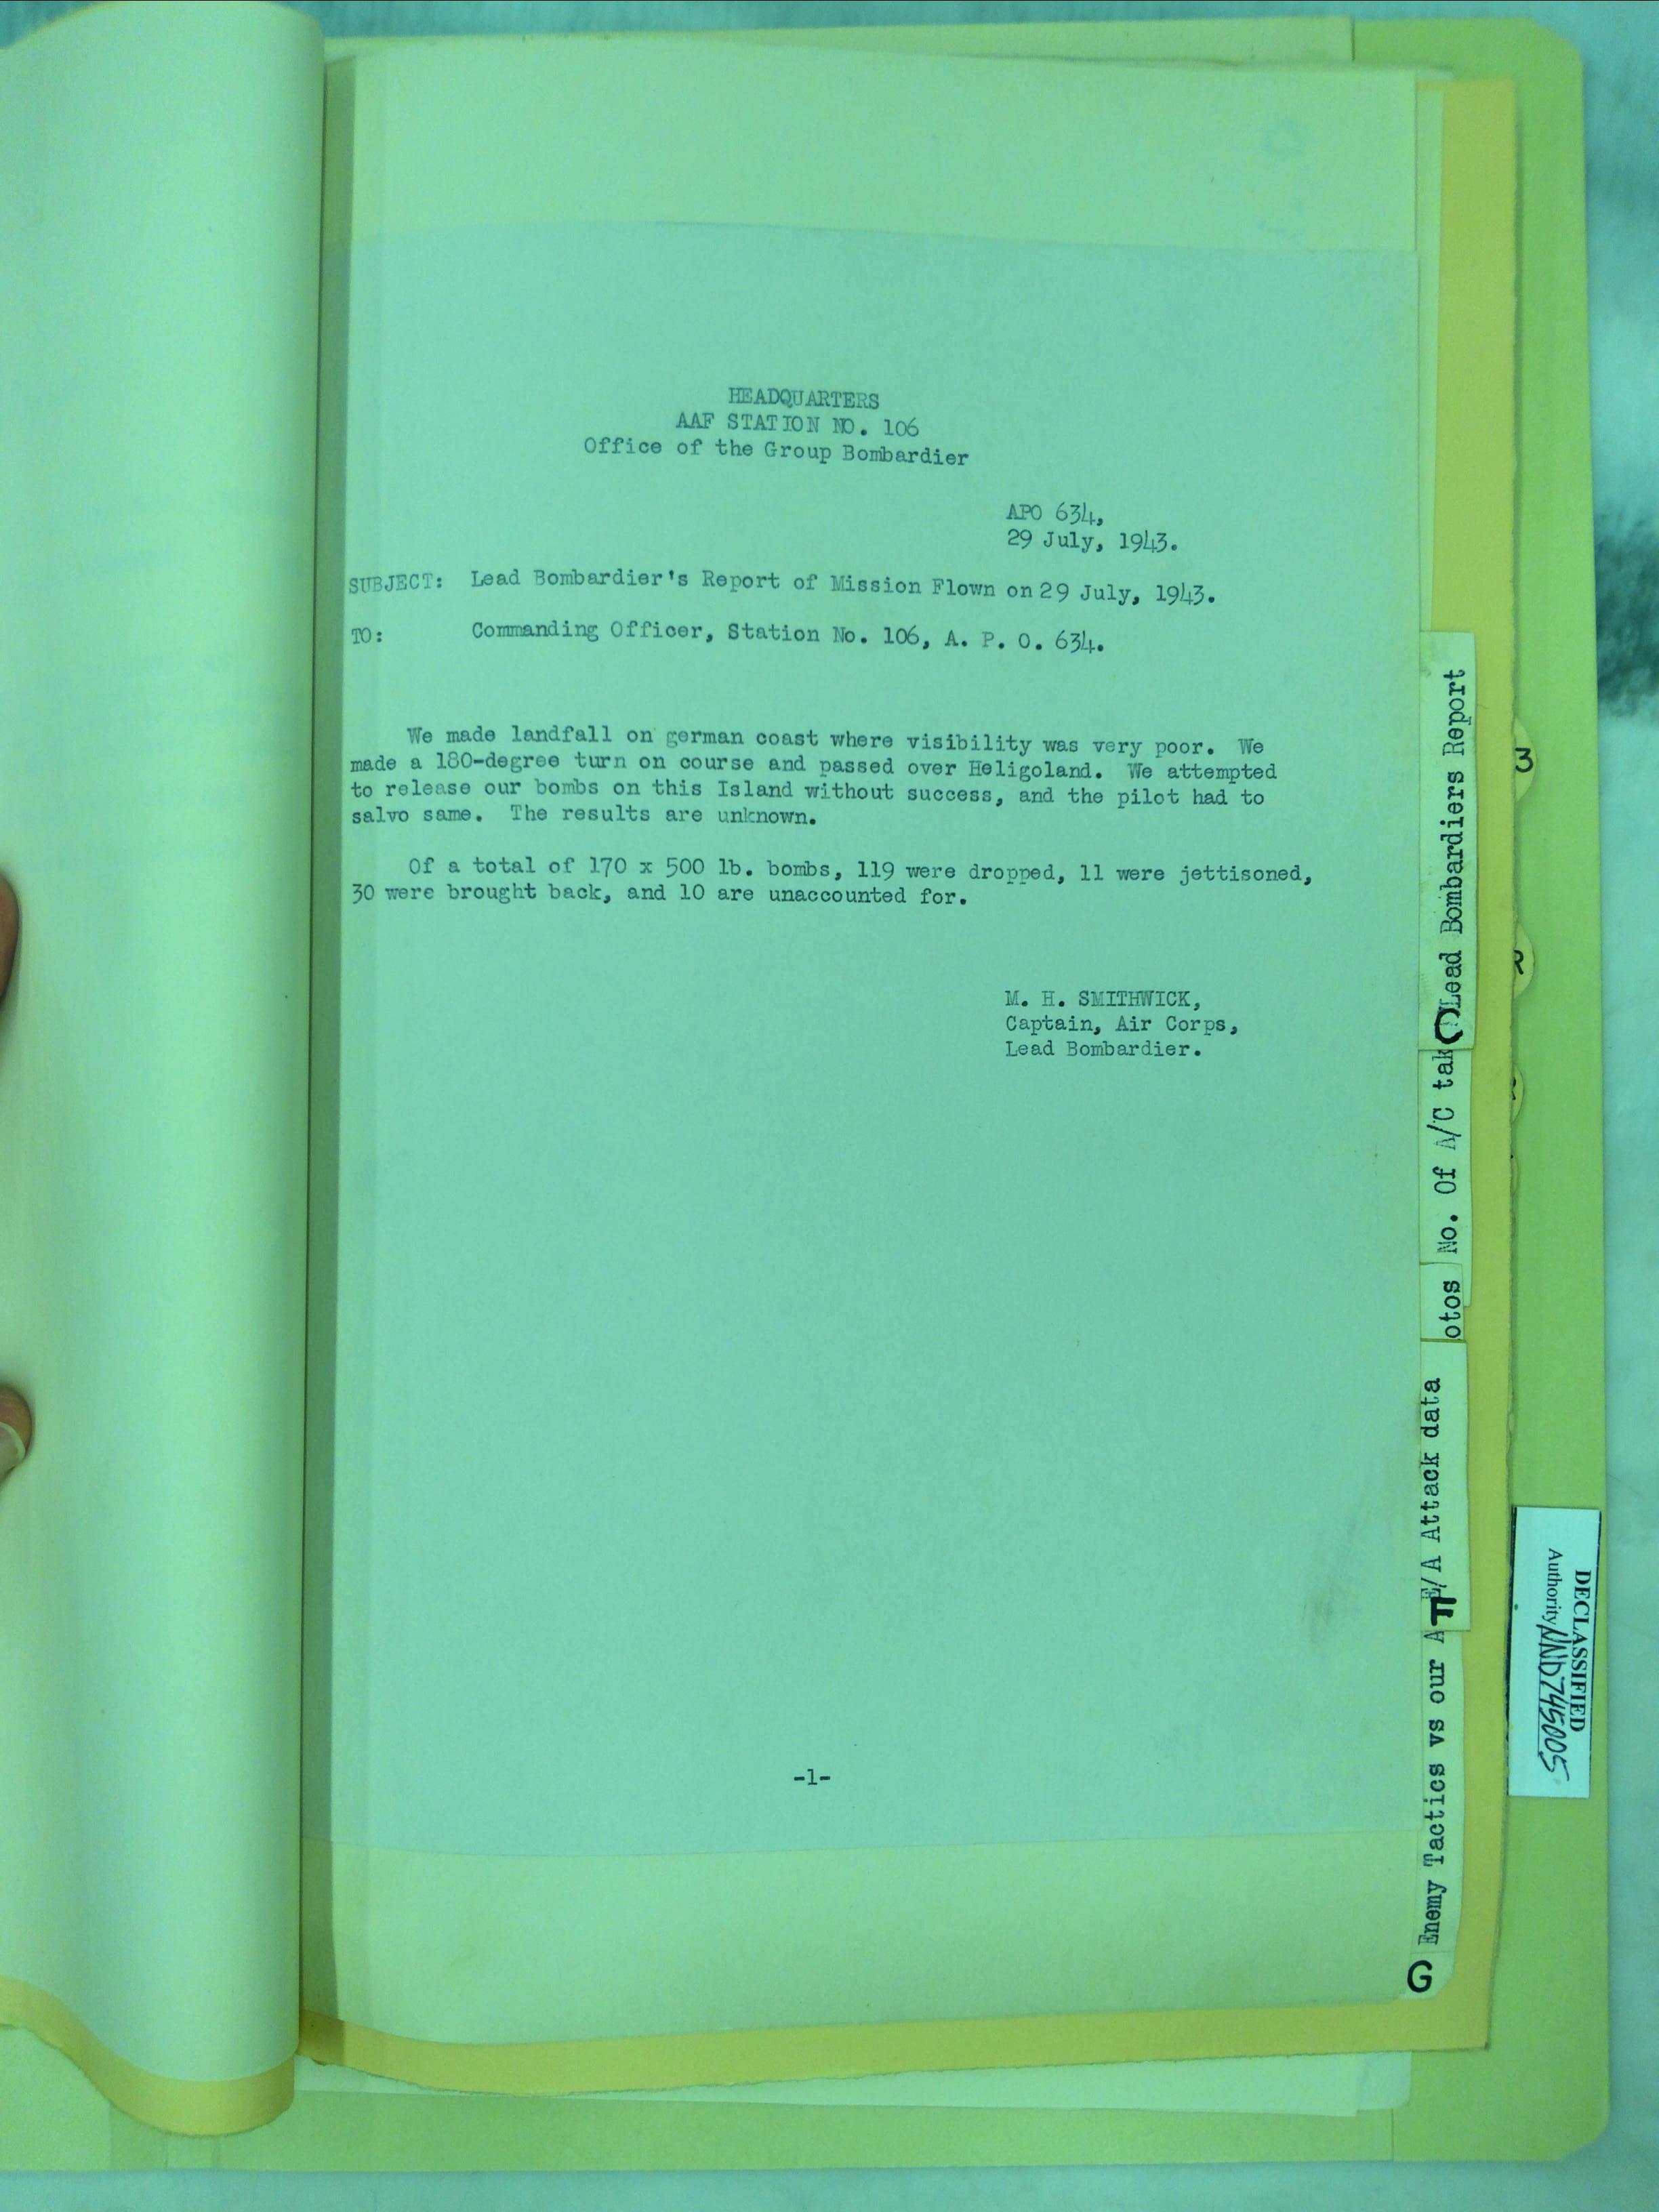 HEADQUARTERS
AAF STATION NO. 106
Office of the Group Bombardier
APO 634,
29 July, 1943.
SUBJECT: Lead Bombardier's Report of Mission Flown on 29 July, 1943.
TO: Commanding Officer, Station No. 106, A. P. O. 634.
We made landfall on german coast where visibility was very poor. We
made a 180-degree turn on course and passed over Heligoland. We attempted
to release our bombs on this Island without success, and the pilot had to
salvo same. The results are unknown.
Of a total of 170 x 500 lb. bombs, 119 were dropped, 11 were jettisoned,
30 were brought back, and 10 are unaccounted for.
M. H. SMITHWICK,
Captain, Air Corps,
Lead Bombardier.
-1-
Lead Bombardiers Report
No. Of A/C tak
otos
E/A Attack data
Enemy Tactics vs our A
G
3
R
DECLASSIFIED
Authority NND745005